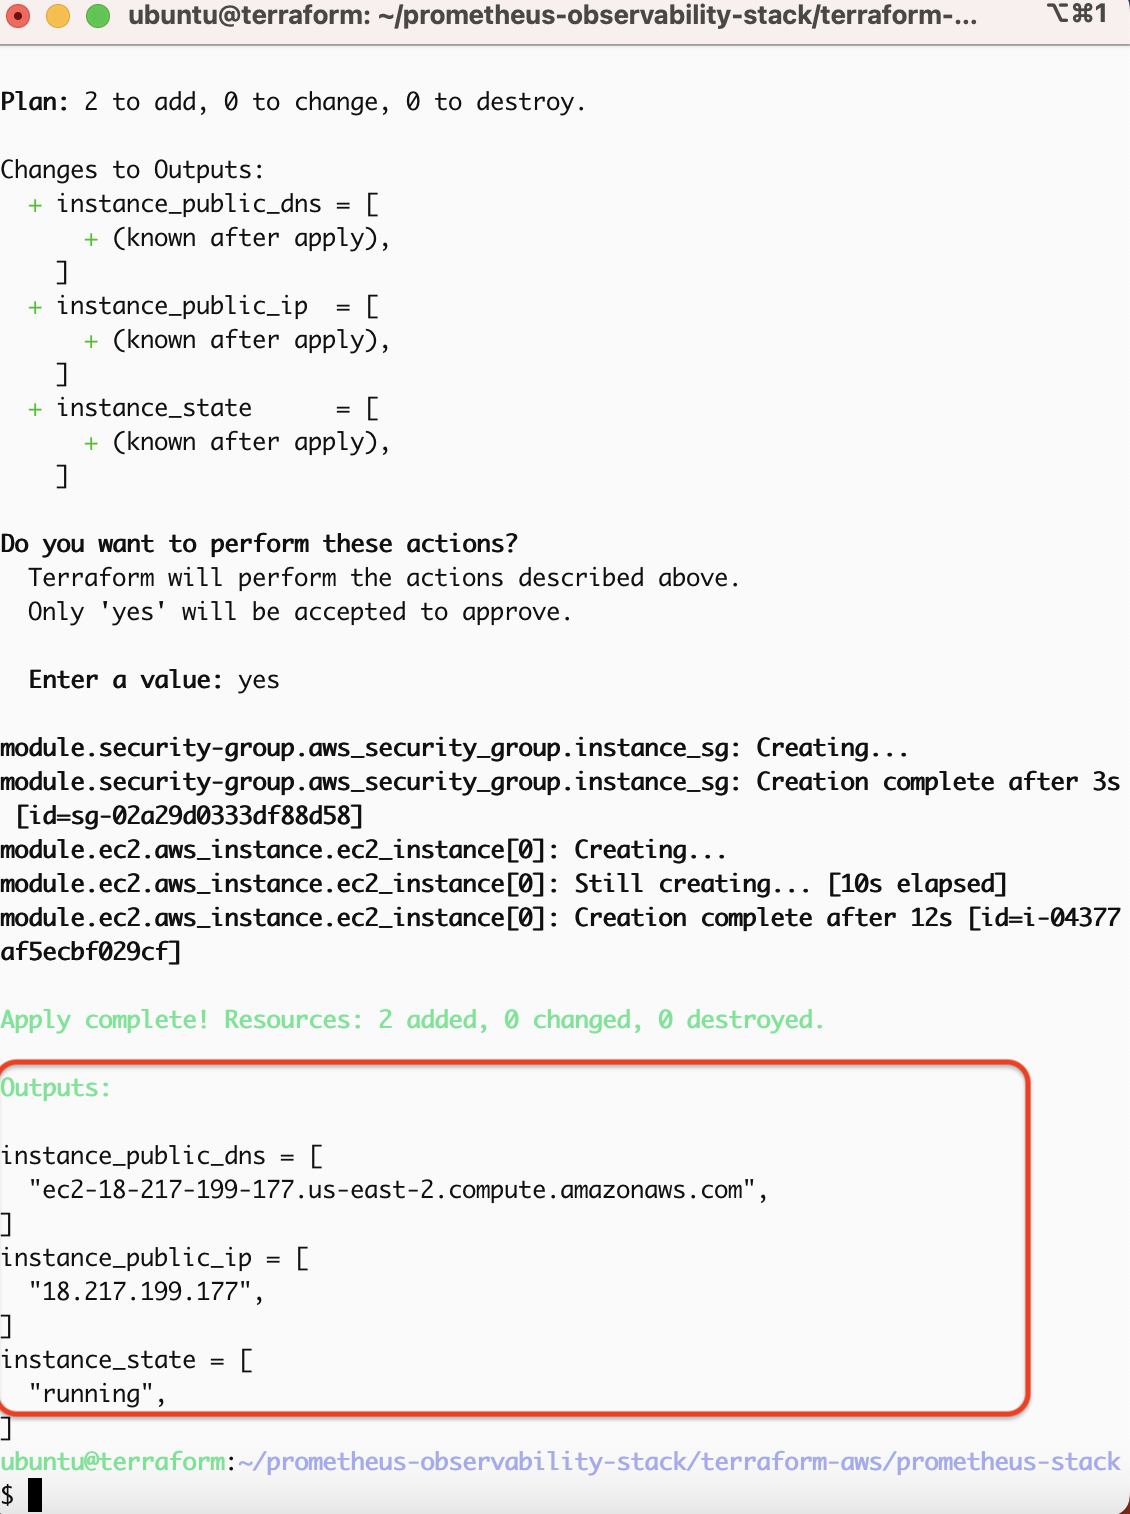 ubuntu@terraform: ~/prometheus-observability-stack/terraform-... ⌥⌘1
Plan: 2 to add, 0 to change, 0 to destroy.
Changes to Outputs:
  + instance_public_dns = [
      + (known after apply),
    ]
  + instance_public_ip  = [
      + (known after apply),
    ]
  + instance_state      = [
      + (known after apply),
    ]
Do you want to perform these actions?
  Terraform will perform the actions described above.
  Only 'yes' will be accepted to approve.
  Enter a value: yes
module.security-group.aws_security_group.instance_sg: Creating...
module.security-group.aws_security_group.instance_sg: Creation complete after 3s
 [id=sg-02a29d0333df88d58]
module.ec2.aws_instance.ec2_instance[0]: Creating...
module.ec2.aws_instance.ec2_instance[0]: Still creating... [10s elapsed]
module.ec2.aws_instance.ec2_instance[0]: Creation complete after 12s [id=i-04377
af5ecbf029cf]
Apply complete! Resources: 2 added, 0 changed, 0 destroyed.
Outputs:
instance_public_dns = [
  "ec2-18-217-199-177.us-east-2.compute.amazonaws.com",
]
instance_public_ip = [
  "18.217.199.177",
]
instance_state = [
  "running",
]
ubuntu@terraform:~/prometheus-observability-stack/terraform-aws/prometheus-stack
$